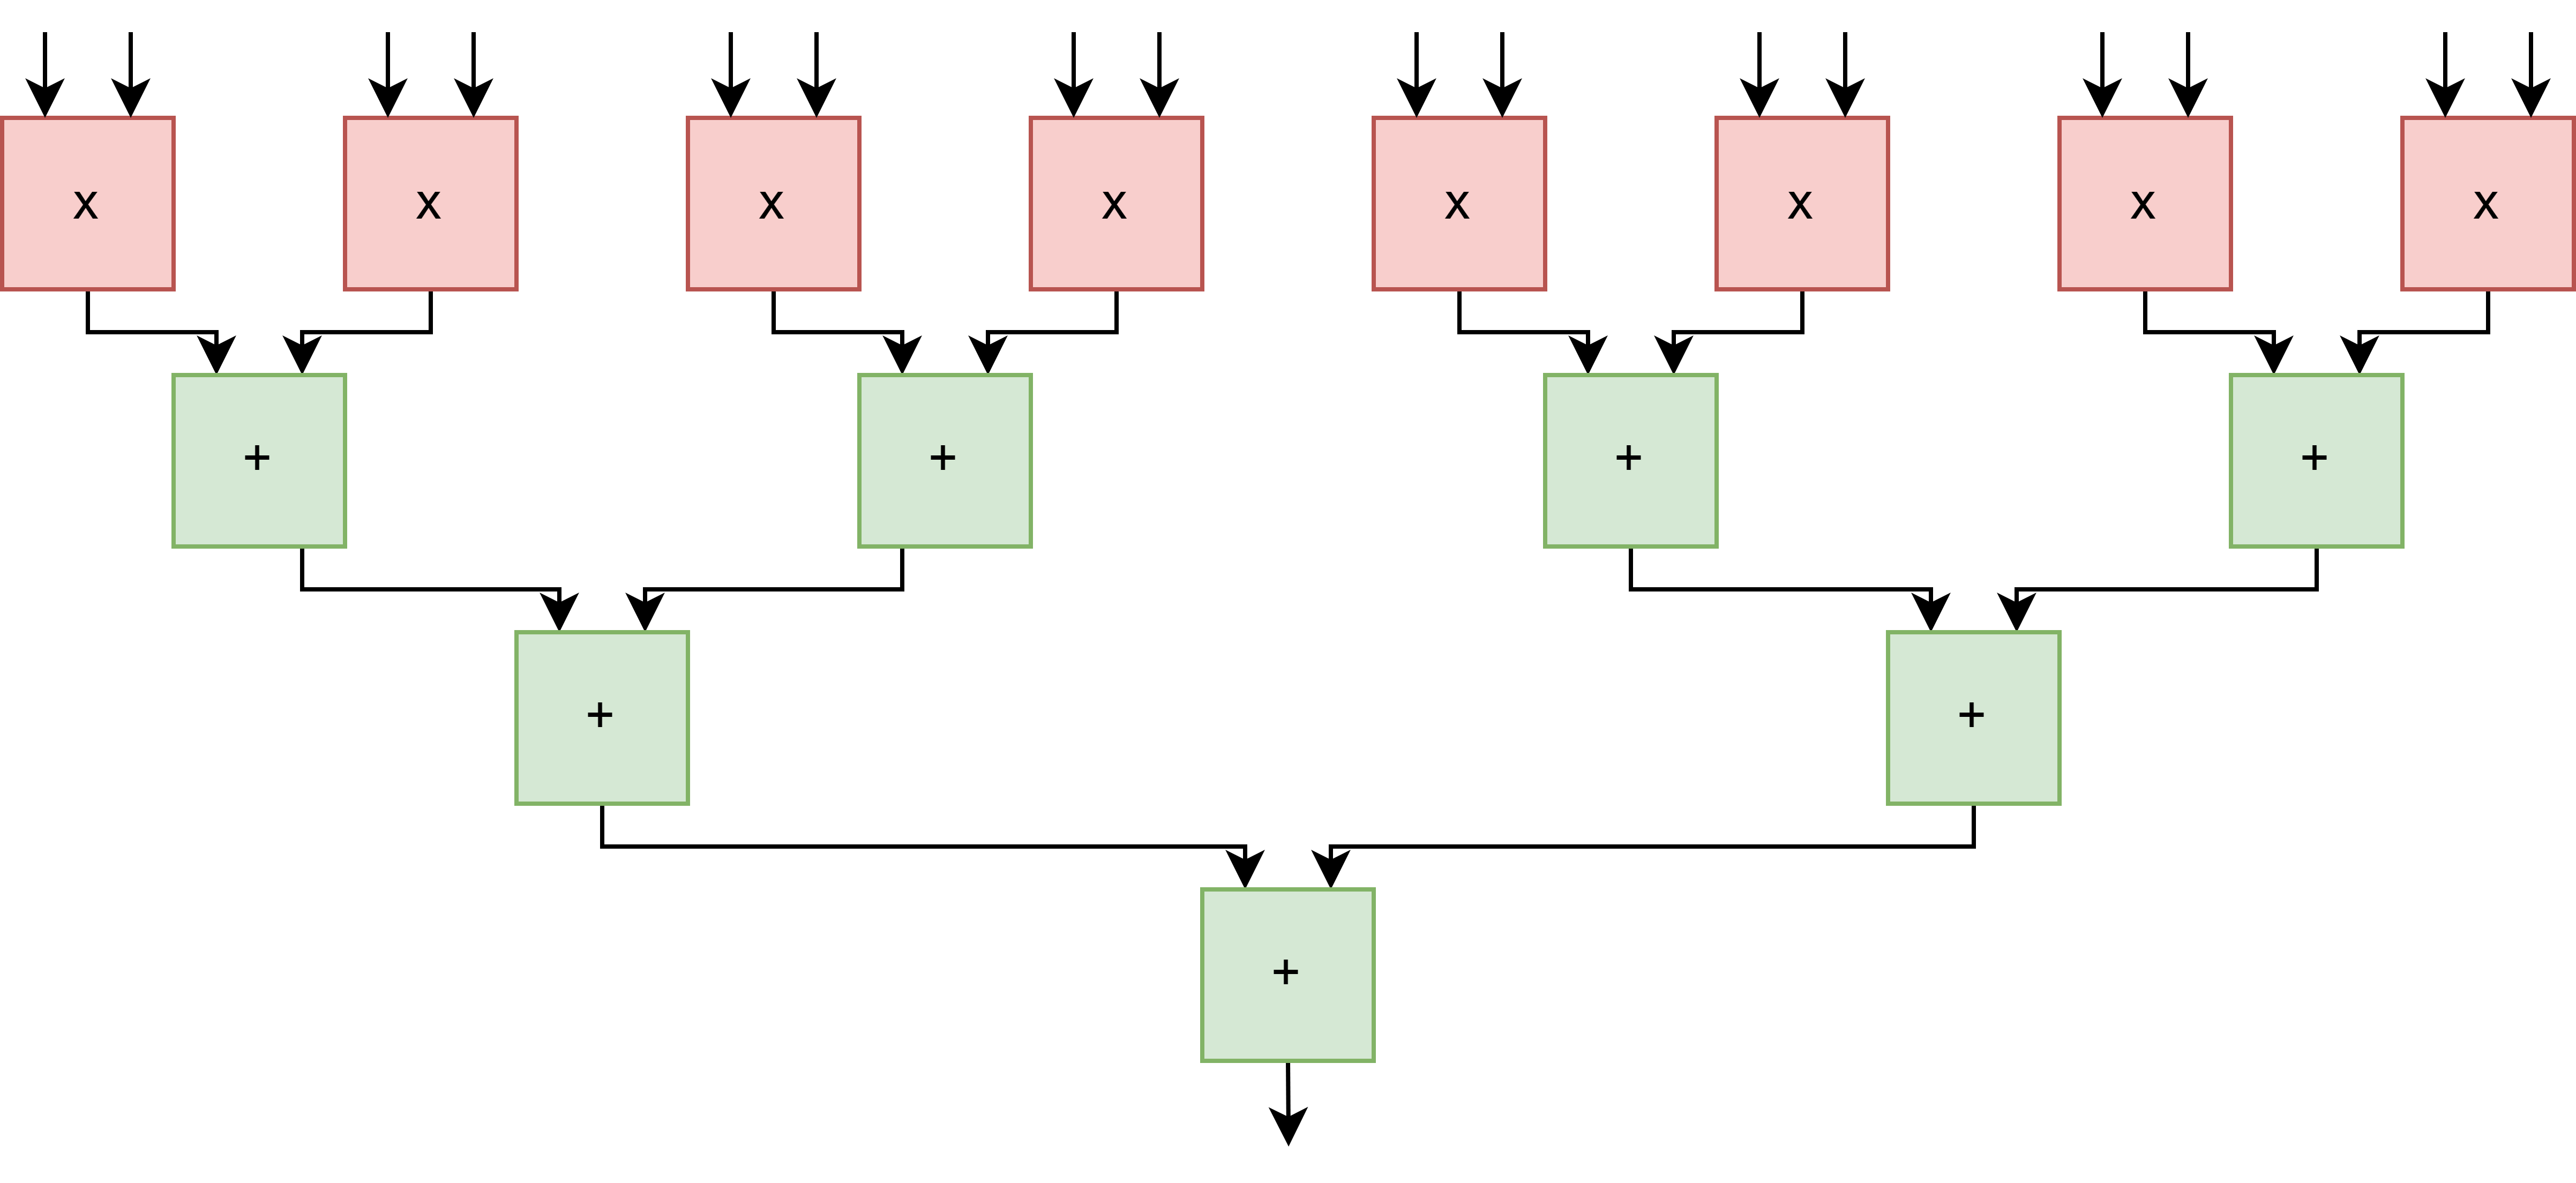 x x x x x x x x
+ + + +
+ +
+